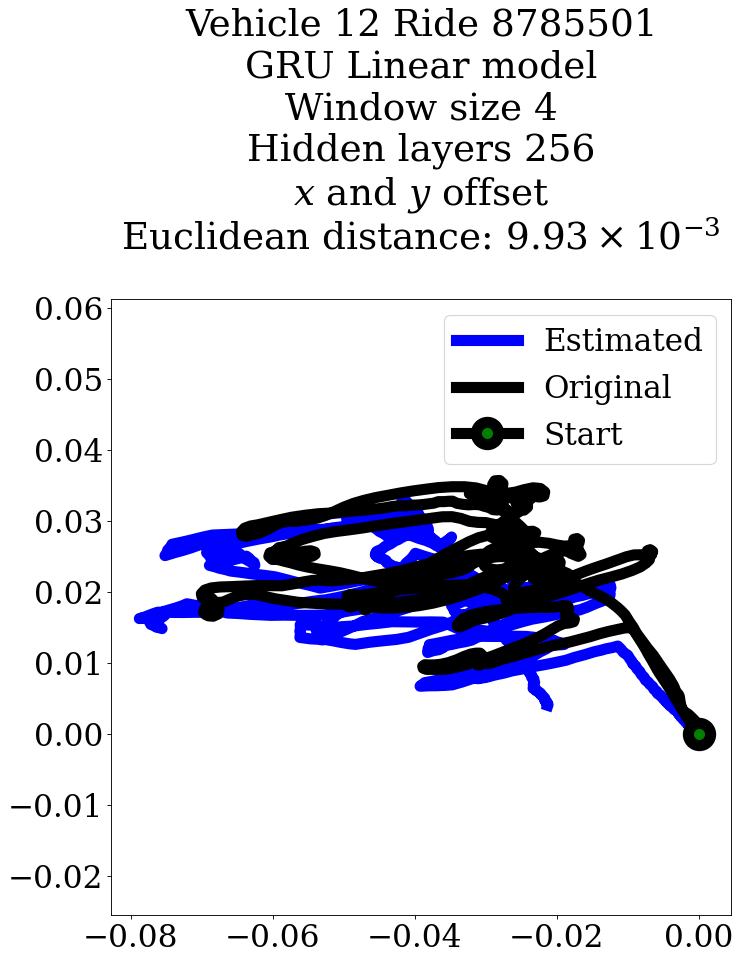 Vehicle 12 Ride 8785501
GRU Linear model
Window size 4
Hidden layers 256
x and y offset
Euclidean distance: 9.93 × 10⁻³
0.06
0.05
0.04
0.03
0.02
0.01
0.00
−0.01
−0.02
Estimated
Original
Start
−0.08 −0.06 −0.04 −0.02 0.00